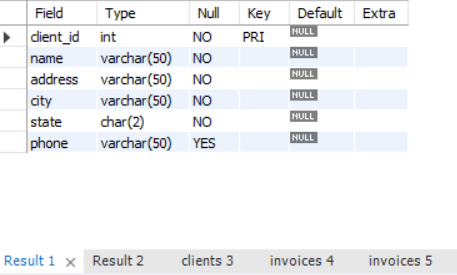 Field Type Null Key Default Extra
client_id int NO PRI NULL
name varchar(50) NO NULL
address varchar(50) NO NULL
city varchar(50) NO NULL
state char(2) NO NULL
phone varchar(50) YES NULL
Result 1 × Result 2 clients 3 invoices 4 invoices 5